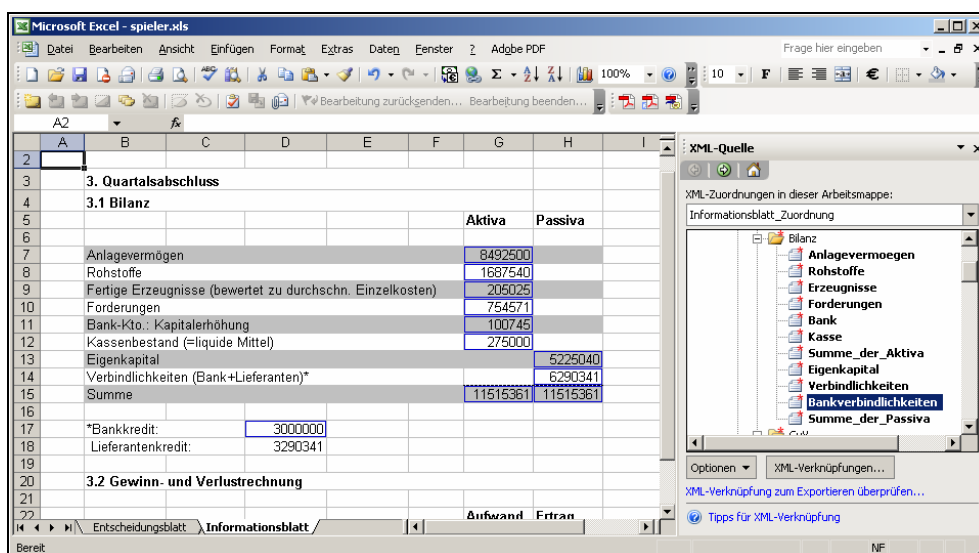 Microsoft Excel - spieler.xls
Datei Bearbeiten Ansicht Einfügen Format Extras Daten Fenster ? Adobe PDF Frage hier eingeben
100% 10 F €
Bearbeitung zurücksenden... Bearbeitung beenden...
A2 fx
A B C D E F G H I
2
3 3. Quartalsabschluss
4 3.1 Bilanz
5 Aktiva Passiva
6
7 Anlagevermögen 8492500
8 Rohstoffe 1687540
9 Fertige Erzeugnisse (bewertet zu durchschn. Einzelkosten) 205025
10 Forderungen 754571
11 Bank-Kto.: Kapitalerhöhung 100745
12 Kassenbestand (=liquide Mittel) 275000
13 Eigenkapital 5225040
14 Verbindlichkeiten (Bank+Lieferanten)* 6290341
15 Summe 11515361 11515361
16
17 *Bankkredit: 3000000
18 Lieferantenkredit: 3290341
19
20 3.2 Gewinn- und Verlustrechnung
21
22 Aufwand Ertrag
Entscheidungsblatt Informationsblatt
Bereit NF
XML-Quelle
XML-Zuordnungen in dieser Arbeitsmappe:
Informationsblatt_Zuordnung
Bilanz
Anlagevermoegen
Rohstoffe
Erzeugnisse
Forderungen
Bank
Kasse
Summe_der_Aktiva
Eigenkapital
Verbindlichkeiten
Bankverbindlichkeiten
Summe_der_Passiva
GuV
Optionen XML-Verknüpfungen...
XML-Verknüpfung zum Exportieren überprüfen...
Tipps für XML-Verknüpfung